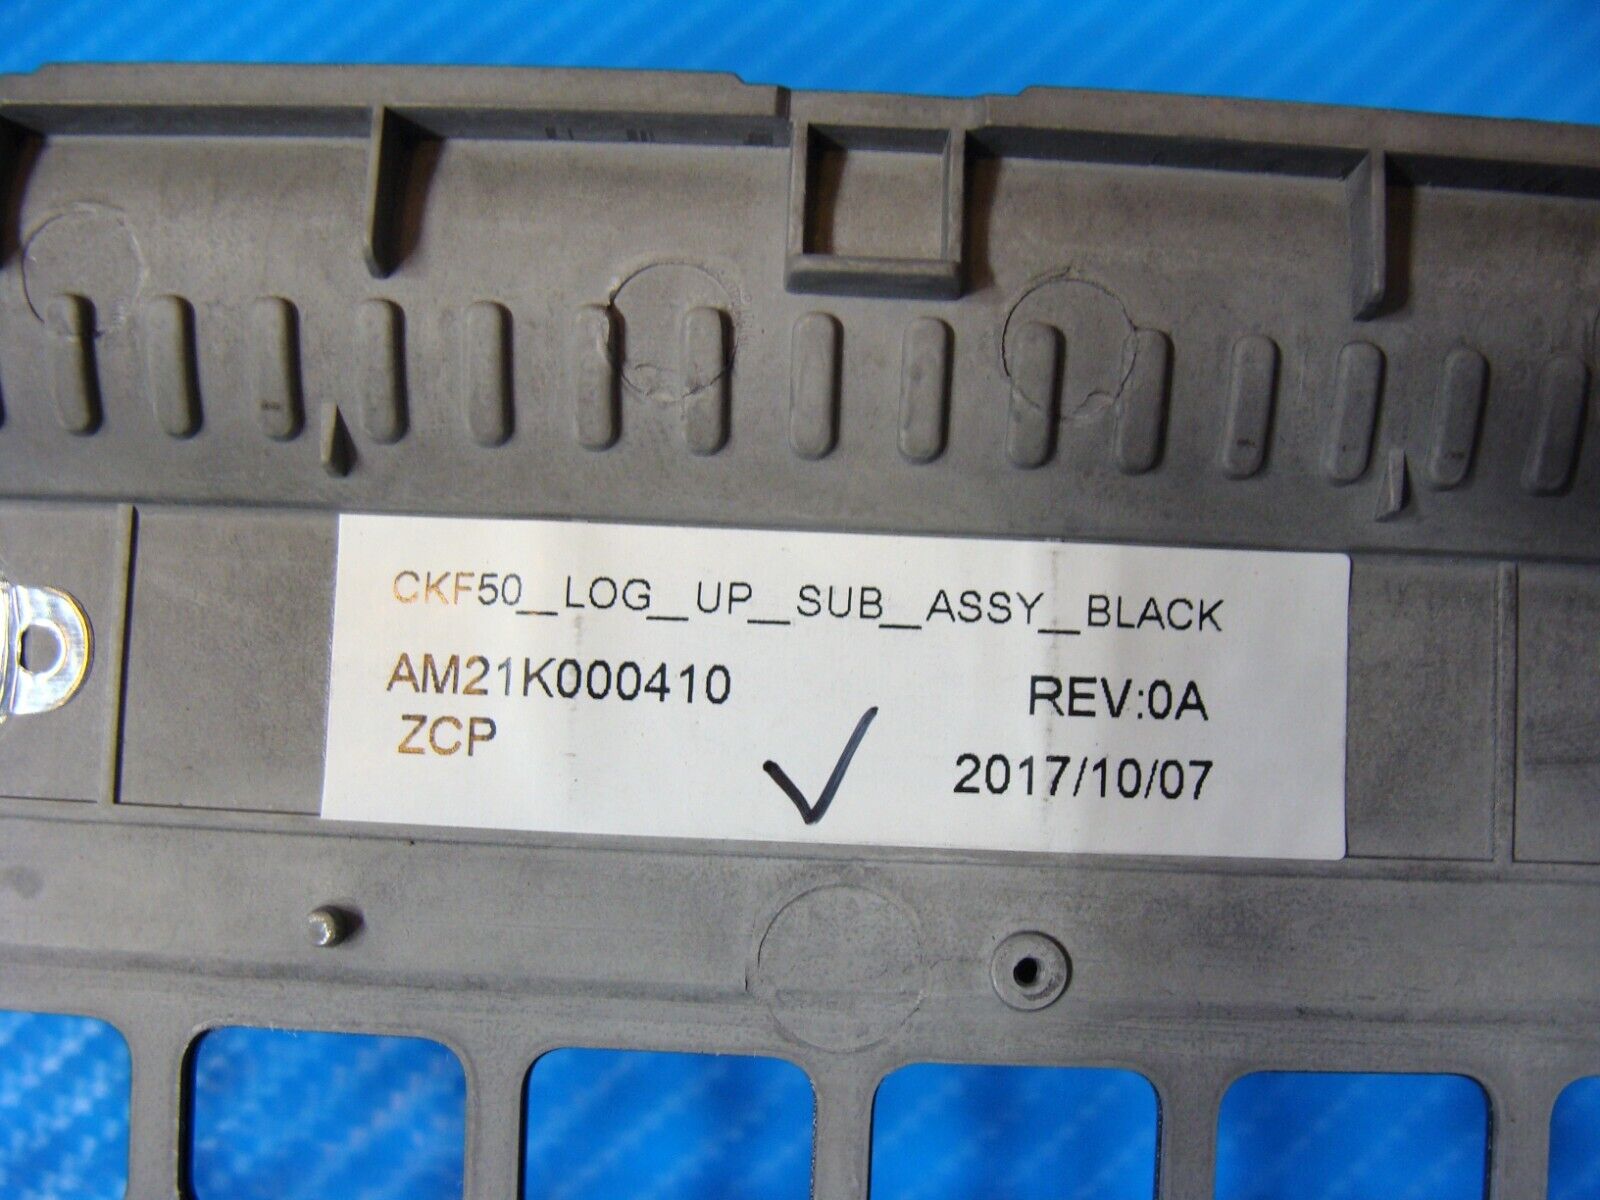 CKF50_LOG_UP_SUB_ASSY_BLACK
AM21K000410 REV:0A
ZCP 2017/10/07